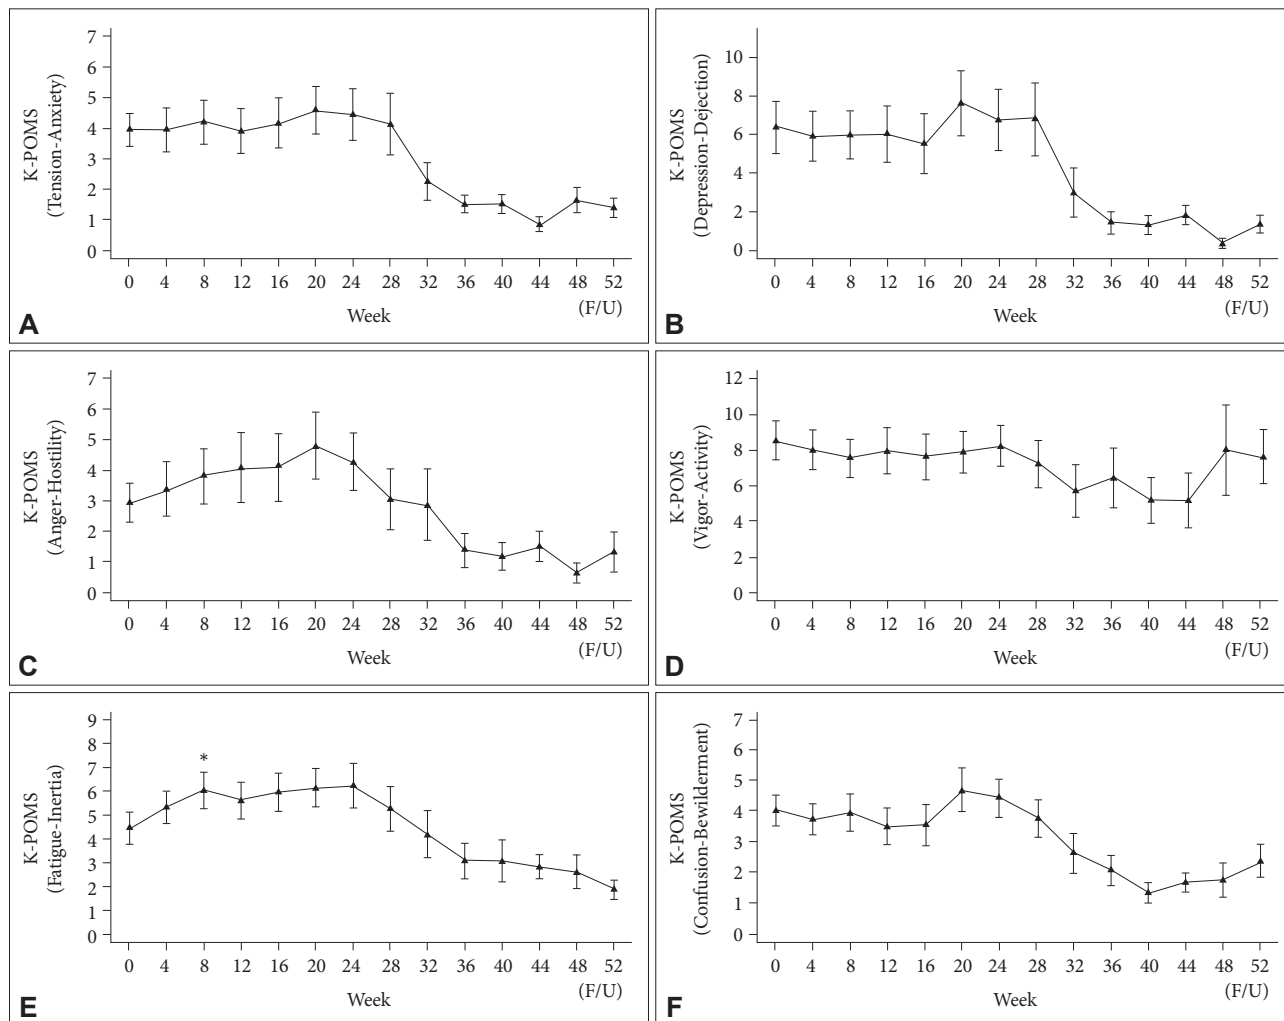 K-POMS
(Tension-Anxiety)
7
6
5
4
3
2
1
0
0 4 8 12 16 20 24 28 32 36 40 44 48 52
(F/U)
Week
A
K-POMS
(Depression-Dejection)
10
8
6
4
2
0
0 4 8 12 16 20 24 28 32 36 40 44 48 52
(F/U)
Week
B
K-POMS
(Anger-Hostility)
7
6
5
4
3
2
1
0
0 4 8 12 16 20 24 28 32 36 40 44 48 52
(F/U)
Week
C
K-POMS
(Vigor-Activity)
12
10
8
6
4
2
0
0 4 8 12 16 20 24 28 32 36 40 44 48 52
(F/U)
Week
D
K-POMS
(Fatigue-Inertia)
9
8
7
6
5
4
3
2
1
0
*
0 4 8 12 16 20 24 28 32 36 40 44 48 52
(F/U)
Week
E
K-POMS
(Confusion-Bewilderment)
7
6
5
4
3
2
1
0
0 4 8 12 16 20 24 28 32 36 40 44 48 52
(F/U)
Week
F